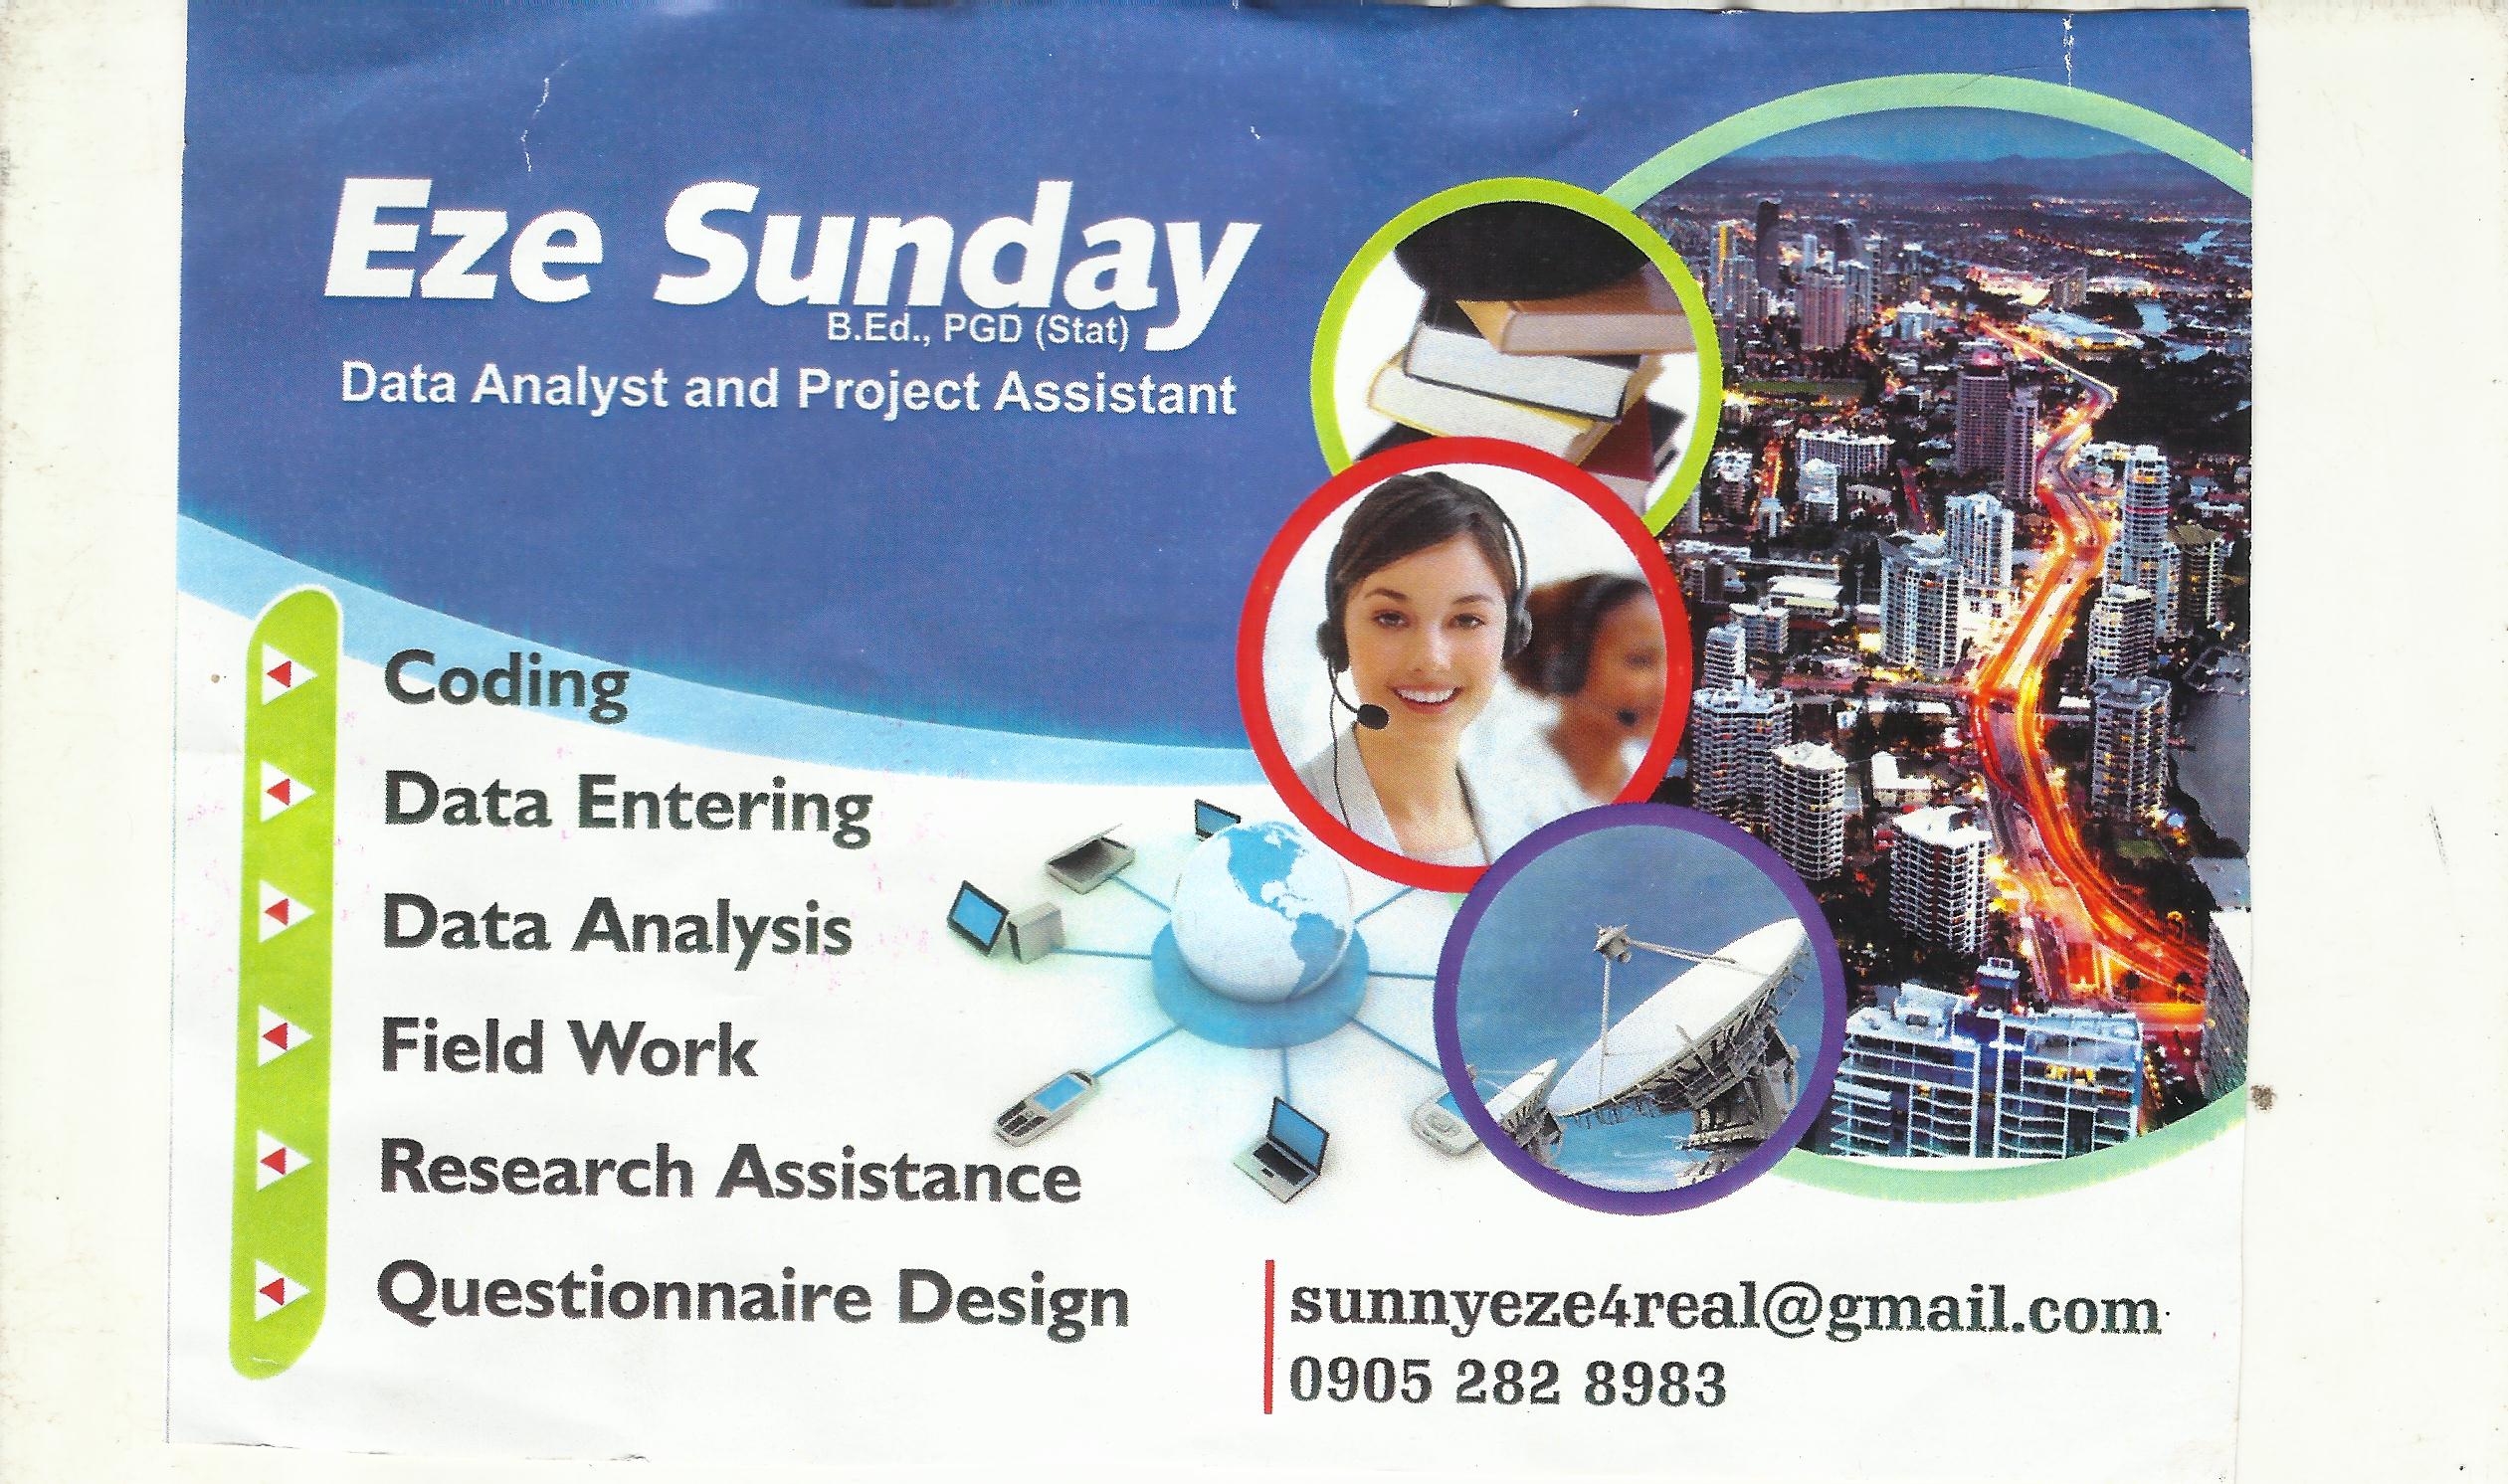 Eze Sunday
B.Ed., PGD (Stat)
Data Analyst and Project Assistant
Coding
Data Entering
Data Analysis
Field Work
Research Assistance
Questionnaire Design
sunnyeze4real@gmail.com
0905 282 8983